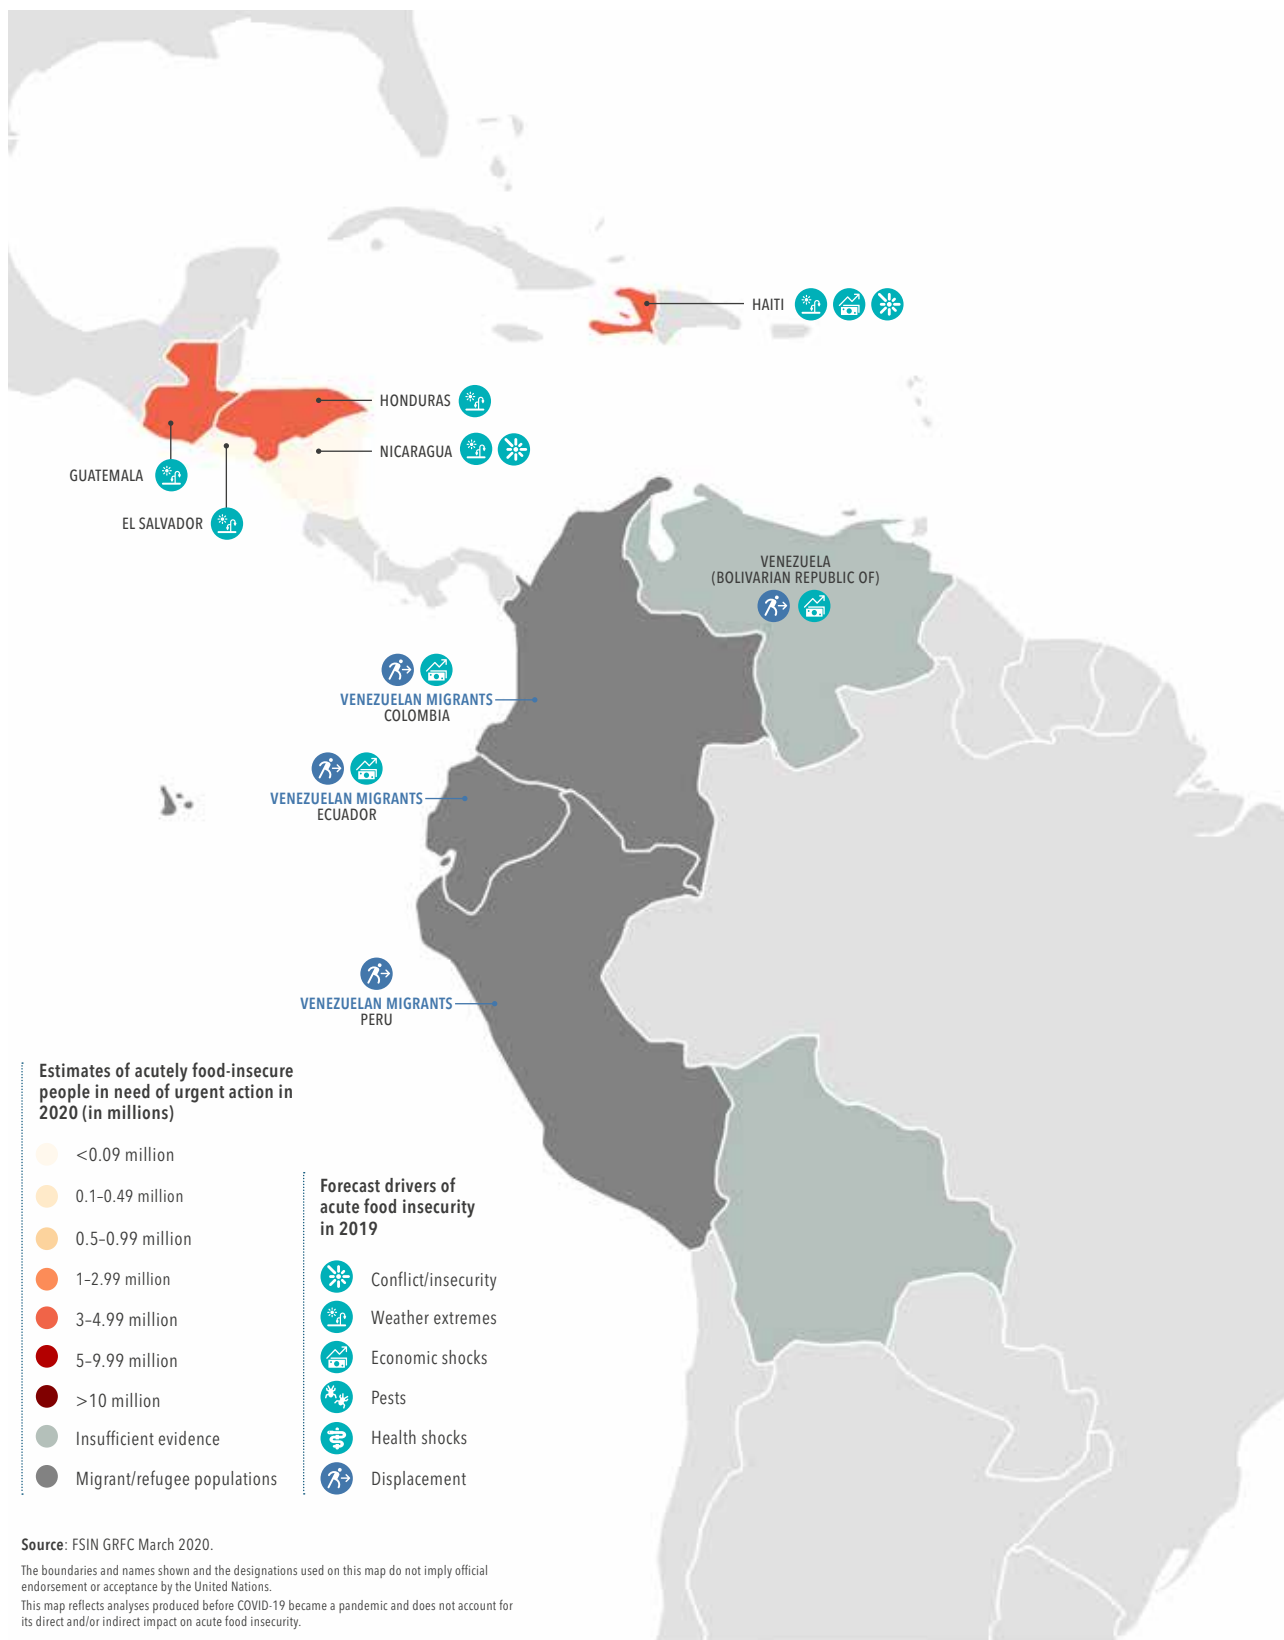 HAITI
HONDURAS
NICARAGUA
GUATEMALA
EL SALVADOR
VENEZUELA
(BOLIVARIAN REPUBLIC OF)
VENEZUELAN MIGRANTS
COLOMBIA
VENEZUELAN MIGRANTS
ECUADOR
VENEZUELAN MIGRANTS
PERU
Estimates of acutely food-insecure
people in need of urgent action in
2020 (in millions)
<0.09 million
0.1–0.49 million
0.5–0.99 million
1–2.99 million
3–4.99 million
5–9.99 million
>10 million
Insufficient evidence
Migrant/refugee populations
Forecast drivers of
acute food insecurity
in 2019
Conflict/insecurity
Weather extremes
Economic shocks
Pests
Health shocks
Displacement
Source: FSIN GRFC March 2020.
The boundaries and names shown and the designations used on this map do not imply official
endorsement or acceptance by the United Nations.
This map reflects analyses produced before COVID-19 became a pandemic and does not account for
its direct and/or indirect impact on acute food insecurity.